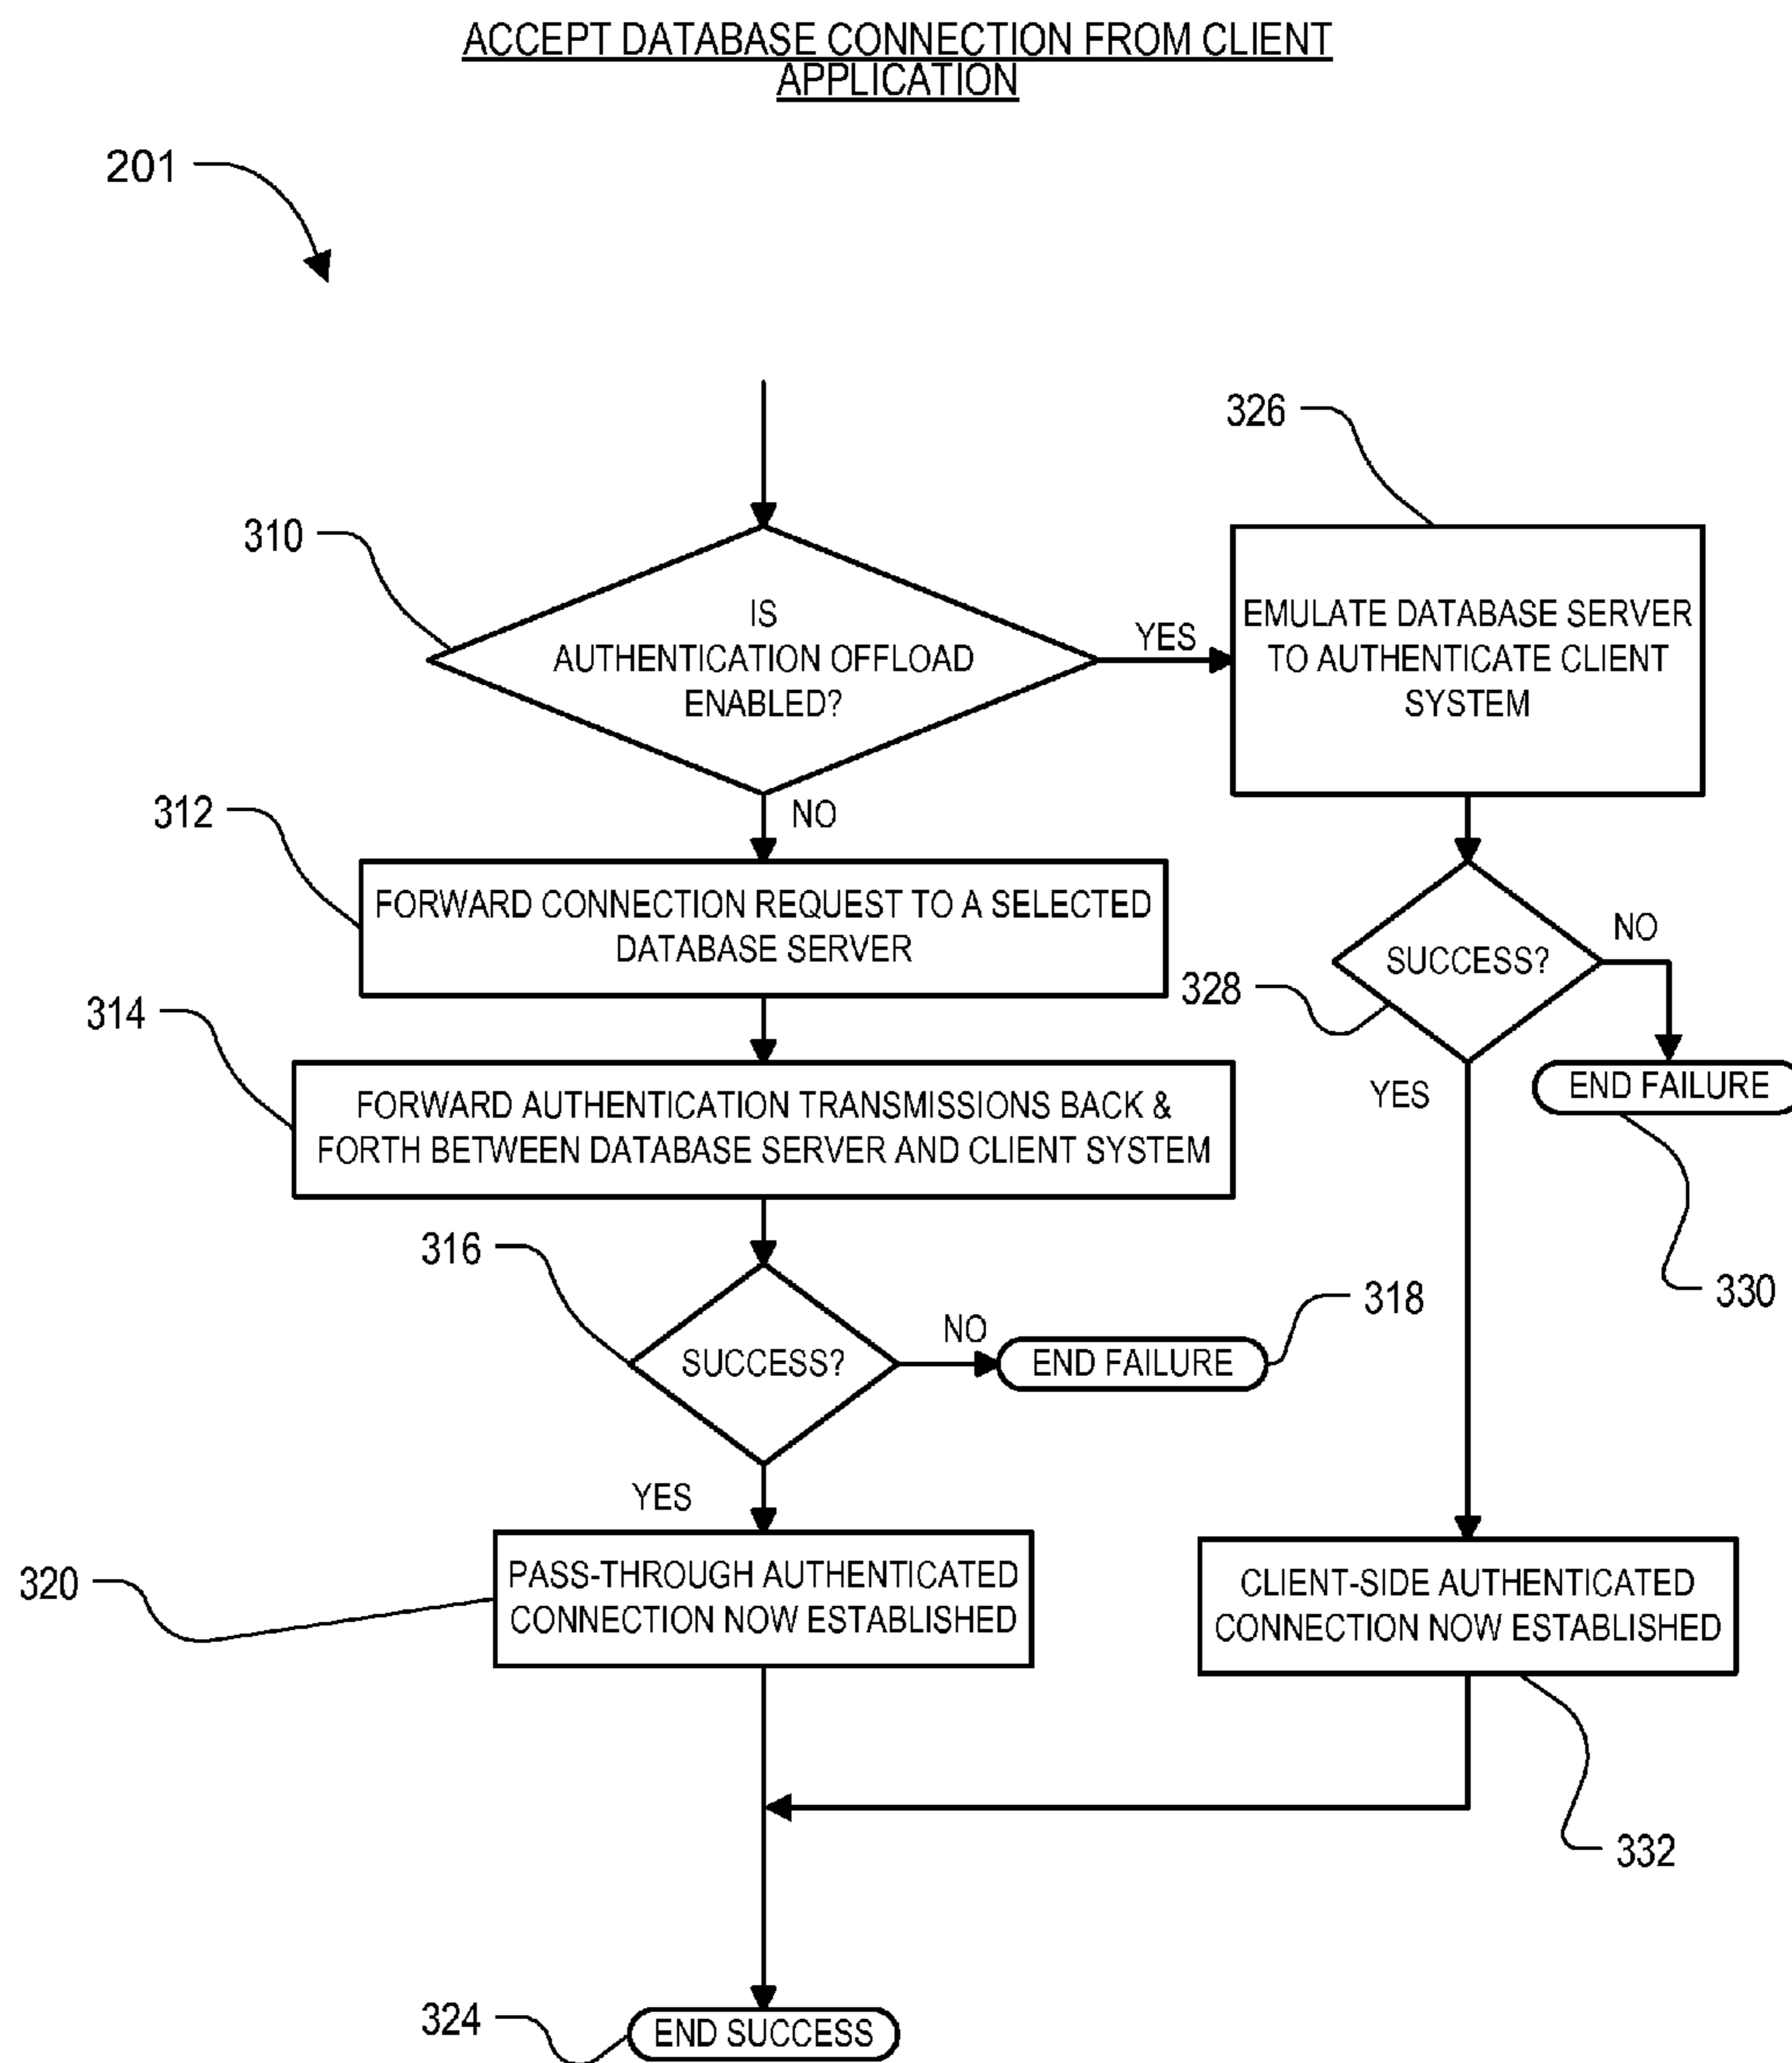 ACCEPT DATABASE CONNECTION FROM CLIENT
APPLICATION
201
326
310
IS
AUTHENTICATION OFFLOAD
ENABLED?
YES
EMULATE DATABASE SERVER
TO AUTHENTICATE CLIENT
SYSTEM
NO
312
FORWARD CONNECTION REQUEST TO A SELECTED
DATABASE SERVER
SUCCESS?
NO
328
314
YES
END FAILURE
FORWARD AUTHENTICATION TRANSMISSIONS BACK &
FORTH BETWEEN DATABASE SERVER AND CLIENT SYSTEM
316
330
318
SUCCESS?
NO
END FAILURE
YES
320
PASS-THROUGH AUTHENTICATED
CONNECTION NOW ESTABLISHED
CLIENT-SIDE AUTHENTICATED
CONNECTION NOW ESTABLISHED
332
324
END SUCCESS